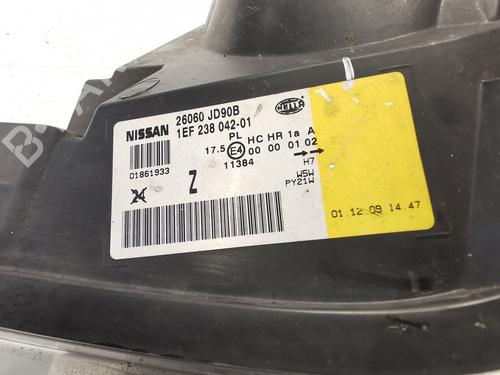 NISSAN
26060 JD90B
1EF 238 042-01
HELLA
01861933
PL HC HR 1a A
17.5 E4 00 00 01 02
11384
H7
W5W
PY21W
24
Z
01.12.09 14.47